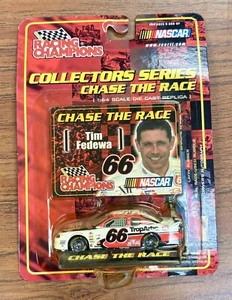 RACING
CHAMPIONS
NASCAR
COLLECTORS SERIES
CHASE THE RACE
1:64 SCALE DIE CAST REPLICA
CHASE THE RACE
Tim
Fedewa
66
RACING
CHAMPIONS
NASCAR
66
TropArtic
CHASE THE RACE